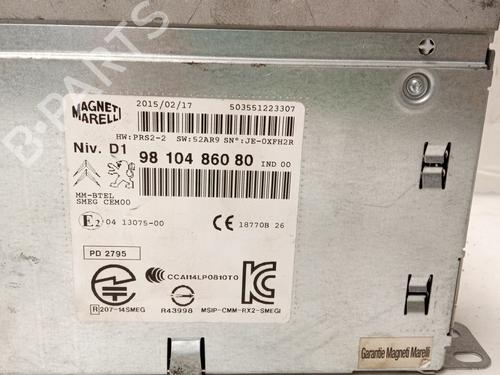 MAGNETI
MARELLI
2015/02/17 503551223307
HW:PRS2-2 SW:52AR9 SN°:JE-0XFH2R
Niv. D1 98 104 860 80 IND 00
MM-BTEL
SMEG CEM00
E2 04 13075-00 CE 18770B 26
PD 2795
CCAI14LP0810T0
R 207-14SMEG R43998 MSIP-CMM-RX2-SMEGI
Garantie Magneti Marelli
B-PARTS